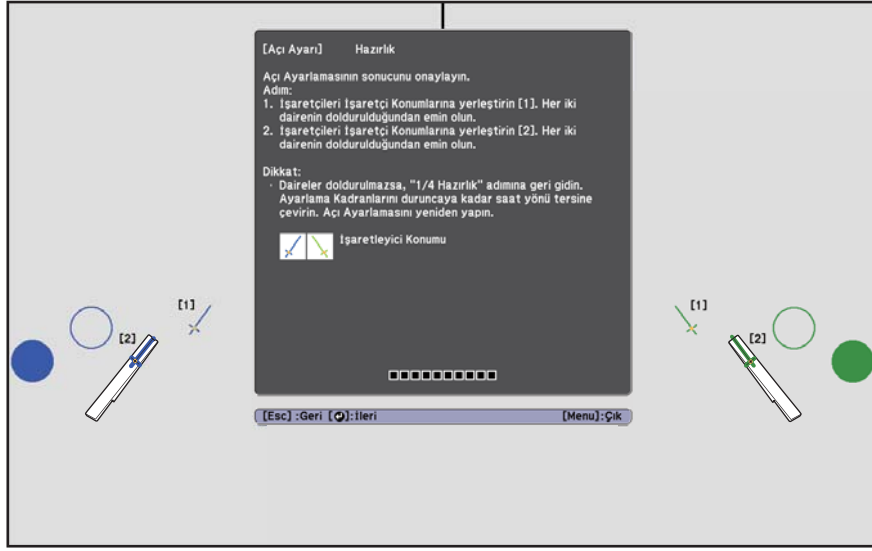 [Açı Ayarı] Hazırlık
Açı Ayarlamasının sonucunu onaylayın.
Adım:
1. İşaretçileri İşaretçi Konumlarına yerleştirin [1]. Her iki
dairenin doldurulduğundan emin olun.
2. İşaretçileri İşaretçi Konumlarına yerleştirin [2]. Her iki
dairenin doldurulduğundan emin olun.
Dikkat:
· Daireler doldurulmazsa, "1/4 Hazırlık" adımına geri gidin.
Ayarlama Kadranlarını duruncaya kadar saat yönü tersine
çevirin. Açı Ayarlamasını yeniden yapın.
İşaretleyici Konumu
[1]
[2]
[1]
[2]
[Esc] :Geri [⏎]:İleri [Menu]:Çık